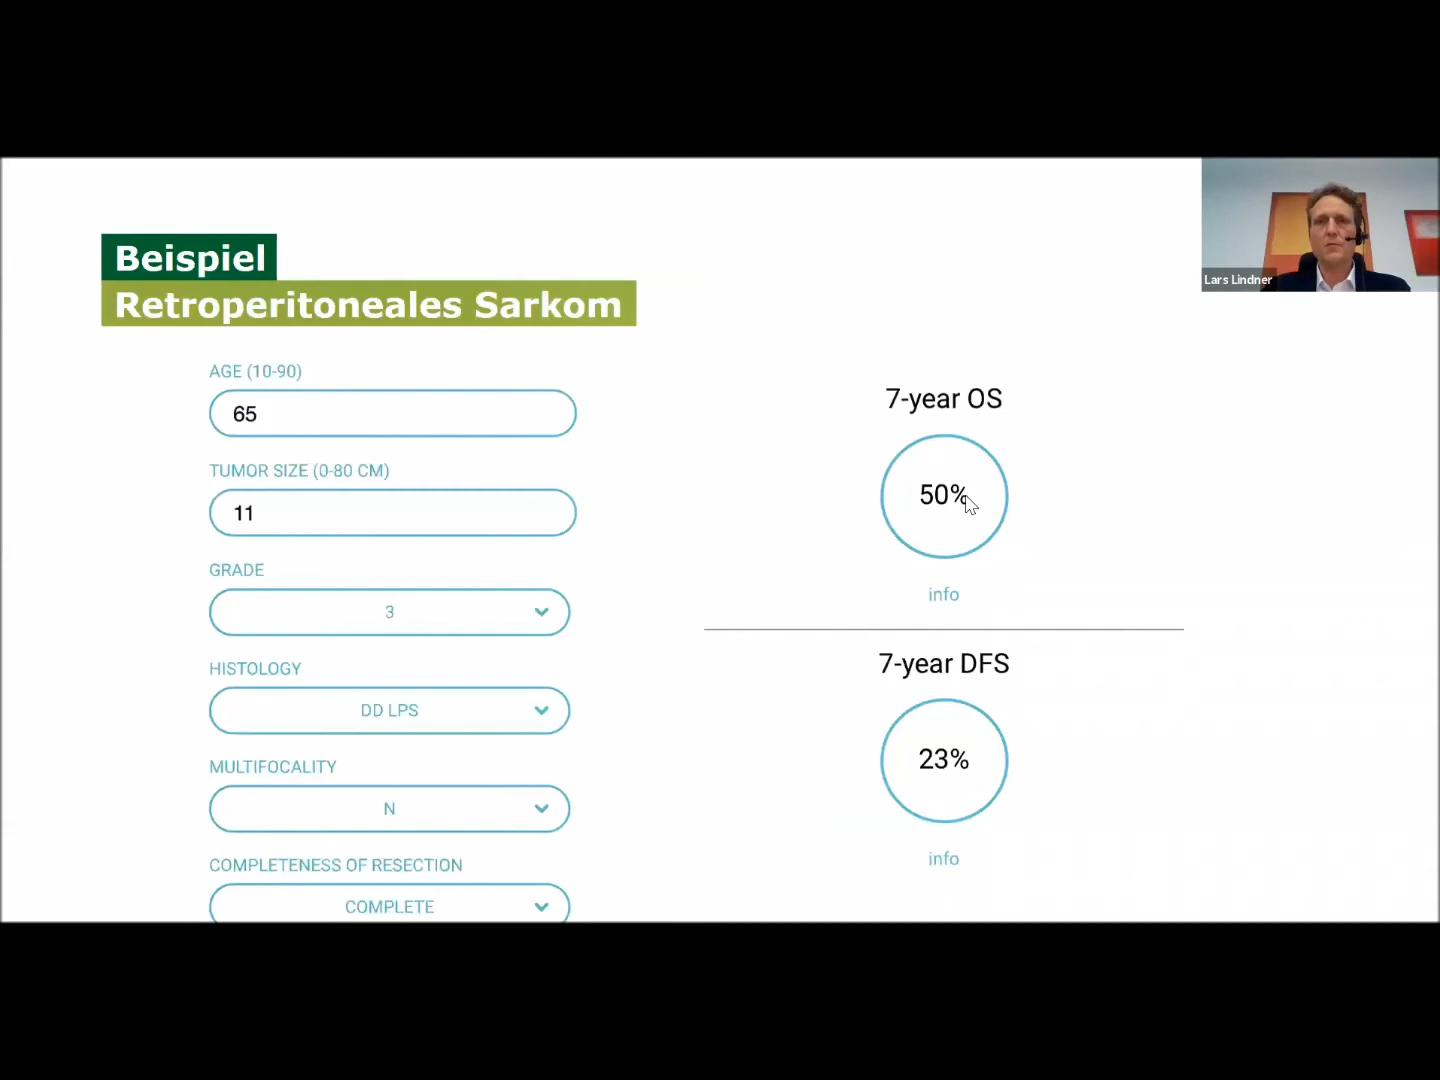 Beispiel
Retroperitoneales Sarkom
Lars Lindner
AGE (10-90)
65
TUMOR SIZE (0-80 CM)
11
GRADE
3
HISTOLOGY
DD LPS
MULTIFOCALITY
N
COMPLETENESS OF RESECTION
COMPLETE
7-year OS
50%
info
7-year DFS
23%
info